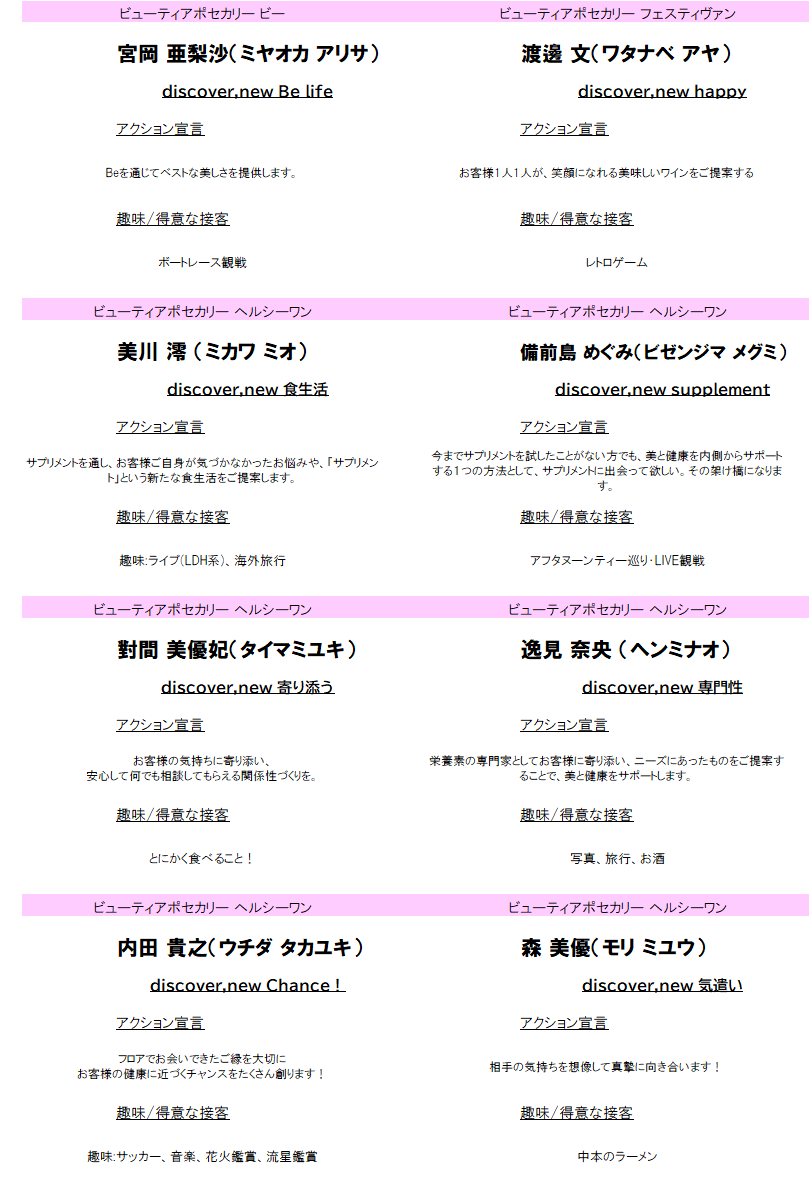 ビューティアポセカリー ビー
宮岡 亜梨沙(ミヤオカ アリサ)
discover,new Be life
アクション宣言
Beを通じてベストな美しさを提供します。
趣味/得意な接客
ボートレース観戦
ビューティアポセカリー フェスティヴァン
渡邊 文(ワタナベ アヤ)
discover,new happy
アクション宣言
お客様1人1人が、笑顔になれる美味しいワインをご提案する
趣味/得意な接客
レトロゲーム
ビューティアポセカリー ヘルシーワン
美川 澪 (ミカワ ミオ)
discover,new 食生活
アクション宣言
サプリメントを通し、お客様ご自身が気づかなかったお悩みや、「サプリメン
ト」という新たな食生活をご提案します。
趣味/得意な接客
趣味:ライブ(LDH系)、海外旅行
ビューティアポセカリー ヘルシーワン
備前島 めぐみ(ビゼンジマ メグミ)
discover,new supplement
アクション宣言
今までサプリメントを試したことがない方でも、美と健康を内側からサポート
する1つの方法として、サプリメントに出会って欲しい。その架け橋になりま
す。
趣味/得意な接客
アフタヌーンティー巡り・LIVE観戦
ビューティアポセカリー ヘルシーワン
對間 美優妃(タイマミユキ)
discover,new 寄り添う
アクション宣言
お客様の気持ちに寄り添い、
安心して何でも相談してもらえる関係性づくりを。
趣味/得意な接客
とにかく食べること!
ビューティアポセカリー ヘルシーワン
逸見 奈央 (ヘンミナオ)
discover,new 専門性
アクション宣言
栄養素の専門家としてお客様に寄り添い、ニーズにあったものをご提案す
ることで、美と健康をサポートします。
趣味/得意な接客
写真、旅行、お酒
ビューティアポセカリー ヘルシーワン
内田 貴之(ウチダ タカユキ)
discover,new Chance!
アクション宣言
フロアでお会いできたご縁を大切に
お客様の健康に近づくチャンスをたくさん創ります!
趣味/得意な接客
趣味:サッカー、音楽、花火鑑賞、流星鑑賞
ビューティアポセカリー ヘルシーワン
森 美優(モリ ミユウ)
discover,new 気遣い
アクション宣言
相手の気持ちを想像して真摯に向き合います!
趣味/得意な接客
中本のラーメン